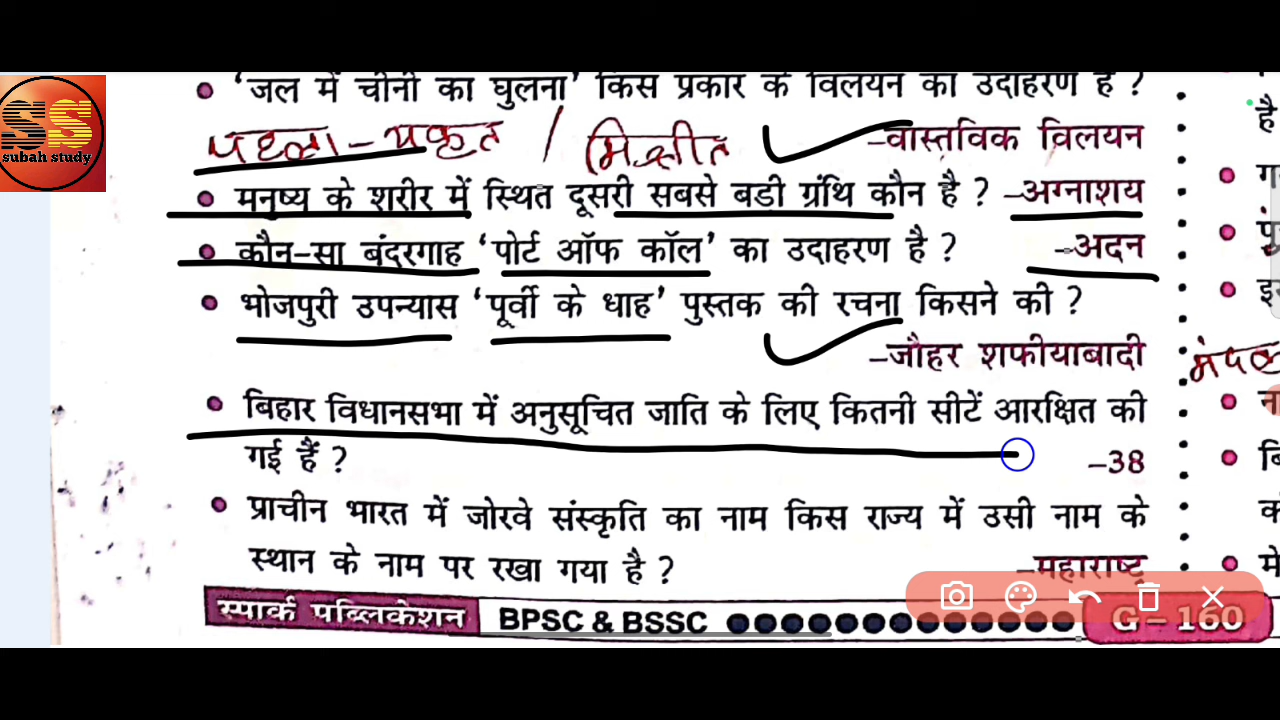 SS
subah study
• 'जल में चीनी का घुलना' किस प्रकार के विलयन का उदाहरण है ?
–वास्तविक विलयन
• मनुष्य के शरीर में स्थित दूसरी सबसे बडी ग्रंथि कौन है ? –अग्नाशय
• कौन-सा बंदरगाह 'पोर्ट ऑफ कॉल' का उदाहरण है ? –अदन
• भोजपुरी उपन्यास 'पूर्वी के धाह' पुस्तक की रचना किसने की ?
–जौहर शफीयाबादी
• बिहार विधानसभा में अनुसूचित जाति के लिए कितनी सीटें आरक्षित की
गई हैं ? –38
• प्राचीन भारत में जोरवे संस्कृति का नाम किस राज्य में उसी नाम के
स्थान के नाम पर रखा गया है ? –महाराष्ट्र
स्पार्क पब्लिकेशन BPSC & BSSC G – 160